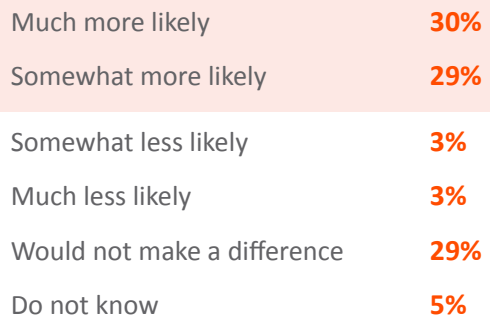 Much more likely 30%
Somewhat more likely 29%
Somewhat less likely 3%
Much less likely 3%
Would not make a difference 29%
Do not know 5%